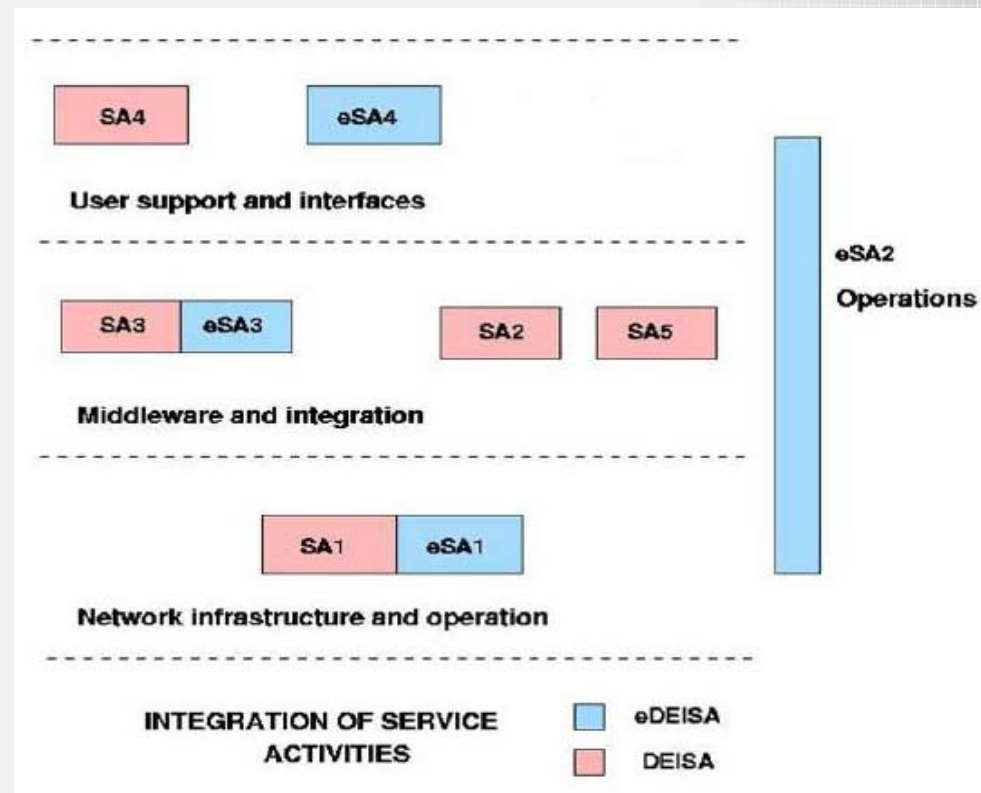 SA4
eSA4
User support and interfaces
eSA2
Operations
SA3
eSA3
SA2
SA5
Middleware and integration
SA1
eSA1
Network infrastructure and operation
INTEGRATION OF SERVICE
ACTIVITIES
eDEISA
DEISA